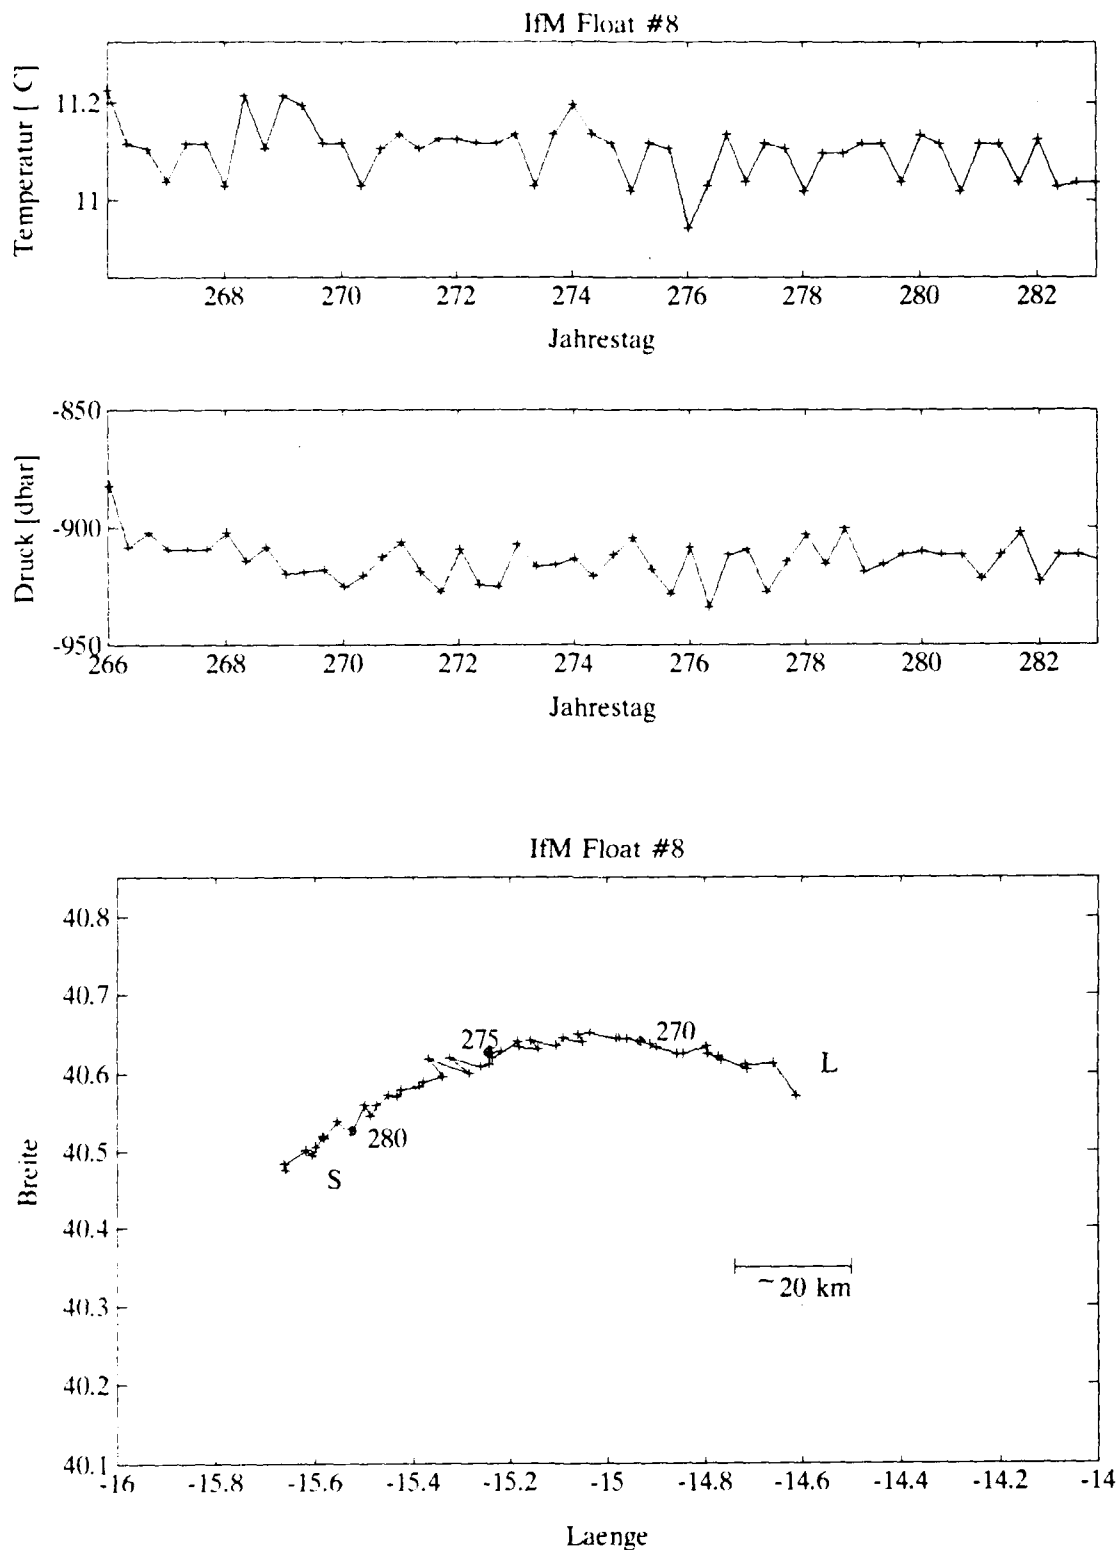 IfM Float #8
Temperatur [ C]
11.2
11
268 270 272 274 276 278 280 282
Jahrestag
Druck [dbar]
-850
-900
-950
266 268 270 272 274 276 278 280 282
Jahrestag
IfM Float #8
Breite
40.8
40.7
40.6
40.5
40.4
40.3
40.2
40.1
275
270
L
280
S
~20 km
-16 -15.8 -15.6 -15.4 -15.2 -15 -14.8 -14.6 -14.4 -14.2 -14
Laenge